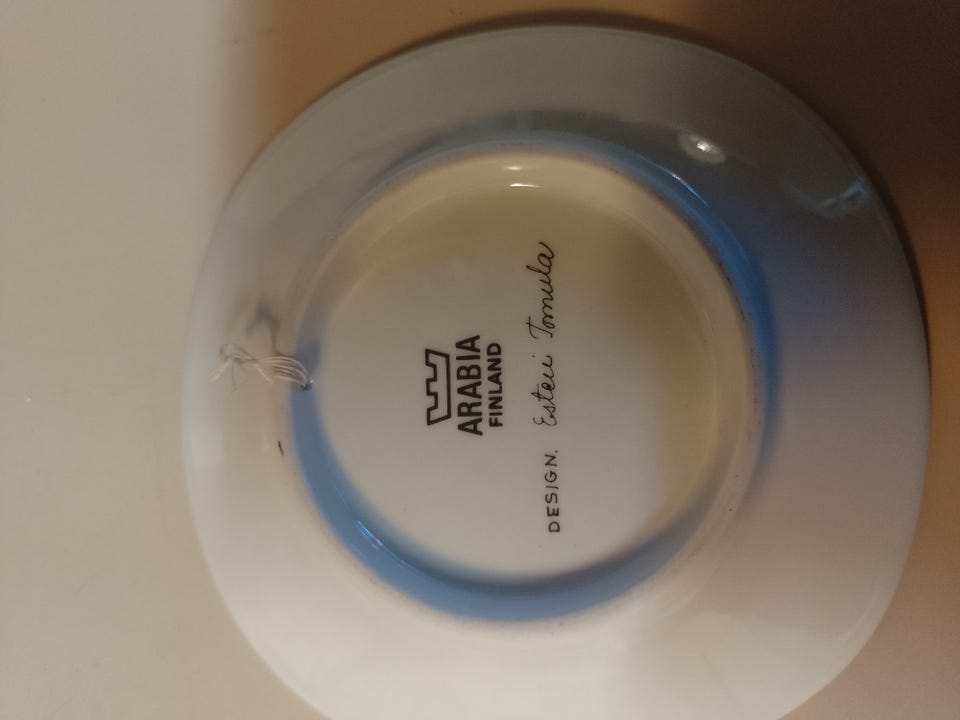 ARABIA
FINLAND
DESIGN. Esteri Tomula